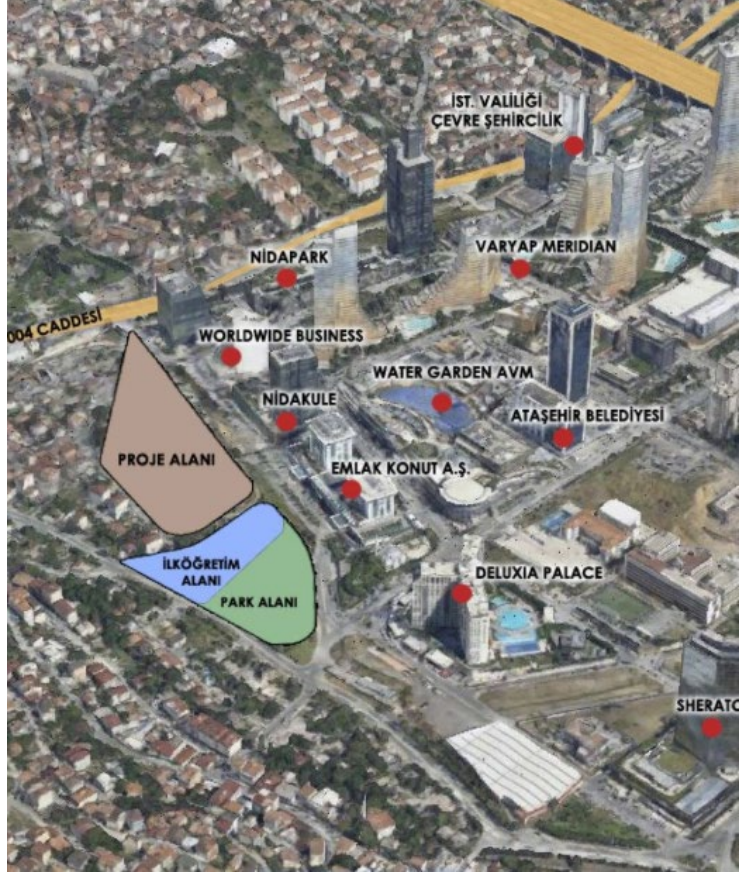 İST. VALİLİĞİ
ÇEVRE ŞEHİRCİLİK
NİDAPARK
VARYAP MERIDIAN
004 CADDESİ
WORLDWIDE BUSINESS
WATER GARDEN AVM
NİDAKULE
ATAŞEHİR BELEDİYESİ
PROJE ALANI
EMLAK KONUT A.Ş.
İLKÖĞRETİM
ALANI
DELUXIA PALACE
PARK ALANI
SHERATO